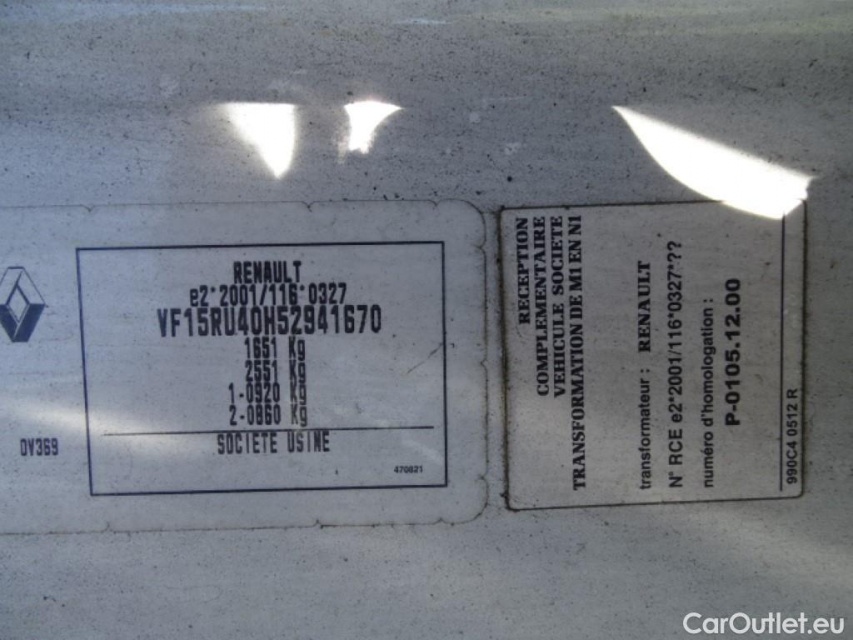 RENAULT
e2*2001/116*0327
VF15RU40H52941670
1651 Kg
2551 Kg
1-0920 Kg
2-0860 Kg
SOCIETE USINE
470821
DV369
RECEPTION
COMPLEMENTAIRE
VEHICULE SOCIETE
TRANSFORMATION DE M1 EN N1
transformateur : RENAULT
N° RCE e2*2001/116*0327*??
numéro d'homologation :
P-0105.12.00
990C4 0512 R
CarOutlet.eu